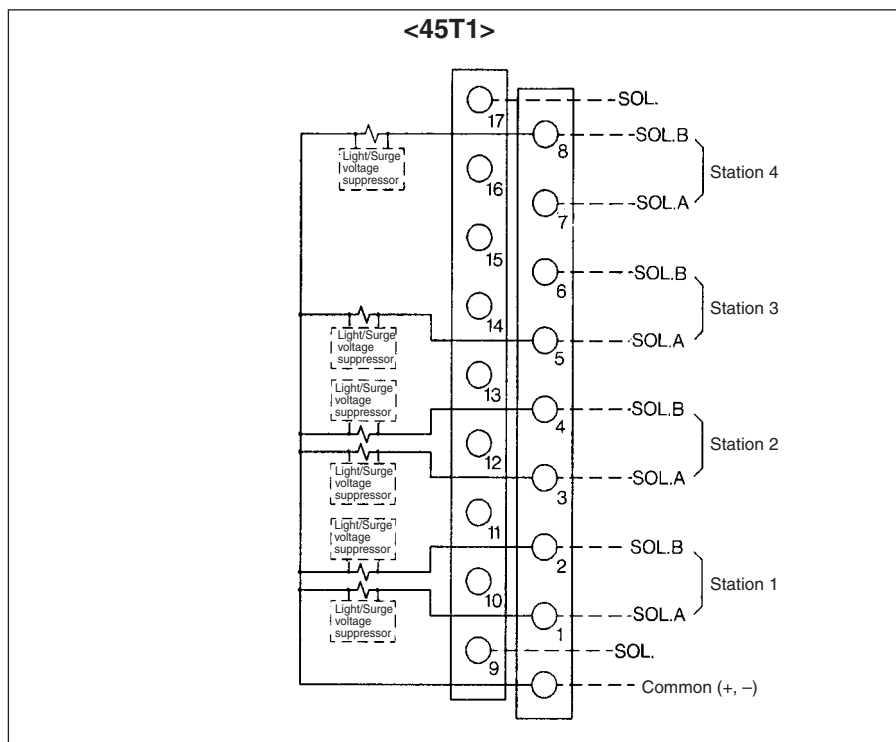 <45T1>
17
SOL.
8
SOL.B
Light/Surge
voltage
suppressor
16
Station 4
7
SOL.A
15
6
SOL.B
14
Station 3
Light/Surge
voltage
suppressor
5
SOL.A
13
Light/Surge
voltage
suppressor
4
SOL.B
12
Station 2
Light/Surge
voltage
suppressor
3
SOL.A
11
Light/Surge
voltage
suppressor
2
SOL.B
10
Station 1
Light/Surge
voltage
suppressor
1
SOL.A
9
SOL.
Common (+, –)